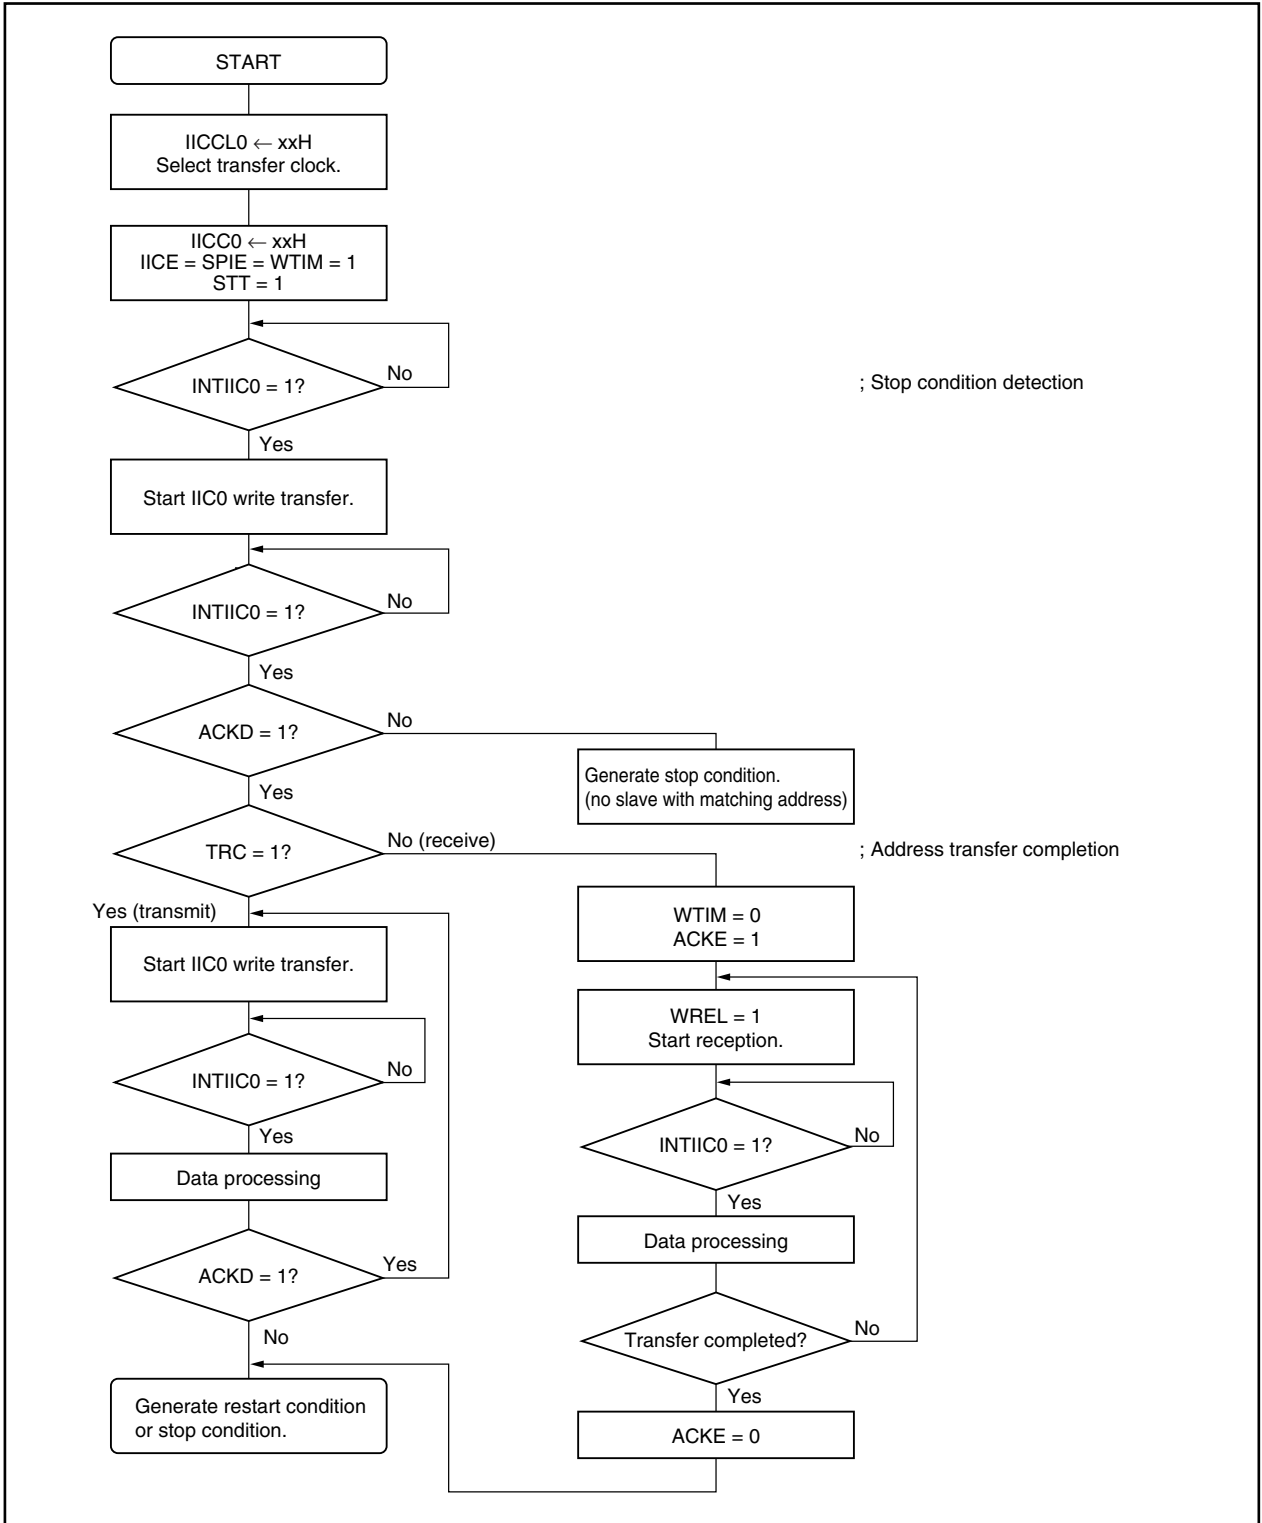 START
IICCL0 ← xxH
Select transfer clock.
IICC0 ← xxH
IICE = SPIE = WTIM = 1
STT = 1
INTIIC0 = 1?
No
; Stop condition detection
Yes
Start IIC0 write transfer.
INTIIC0 = 1?
No
Yes
ACKD = 1?
No
Generate stop condition.
(no slave with matching address)
Yes
TRC = 1?
No (receive)
; Address transfer completion
Yes (transmit)
Start IIC0 write transfer.
INTIIC0 = 1?
No
Yes
Data processing
ACKD = 1?
Yes
No
Generate restart condition
or stop condition.
WTIM = 0
ACKE = 1
WREL = 1
Start reception.
INTIIC0 = 1?
No
Yes
Data processing
Transfer completed?
No
Yes
ACKE = 0